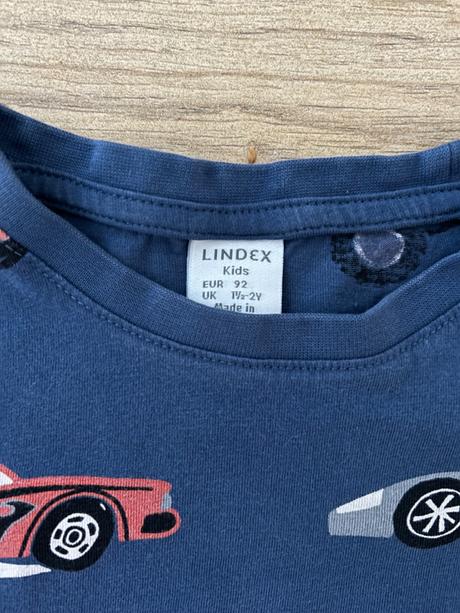 LINDEX
Kids
EUR 92
UK 1½-2Y
Made in